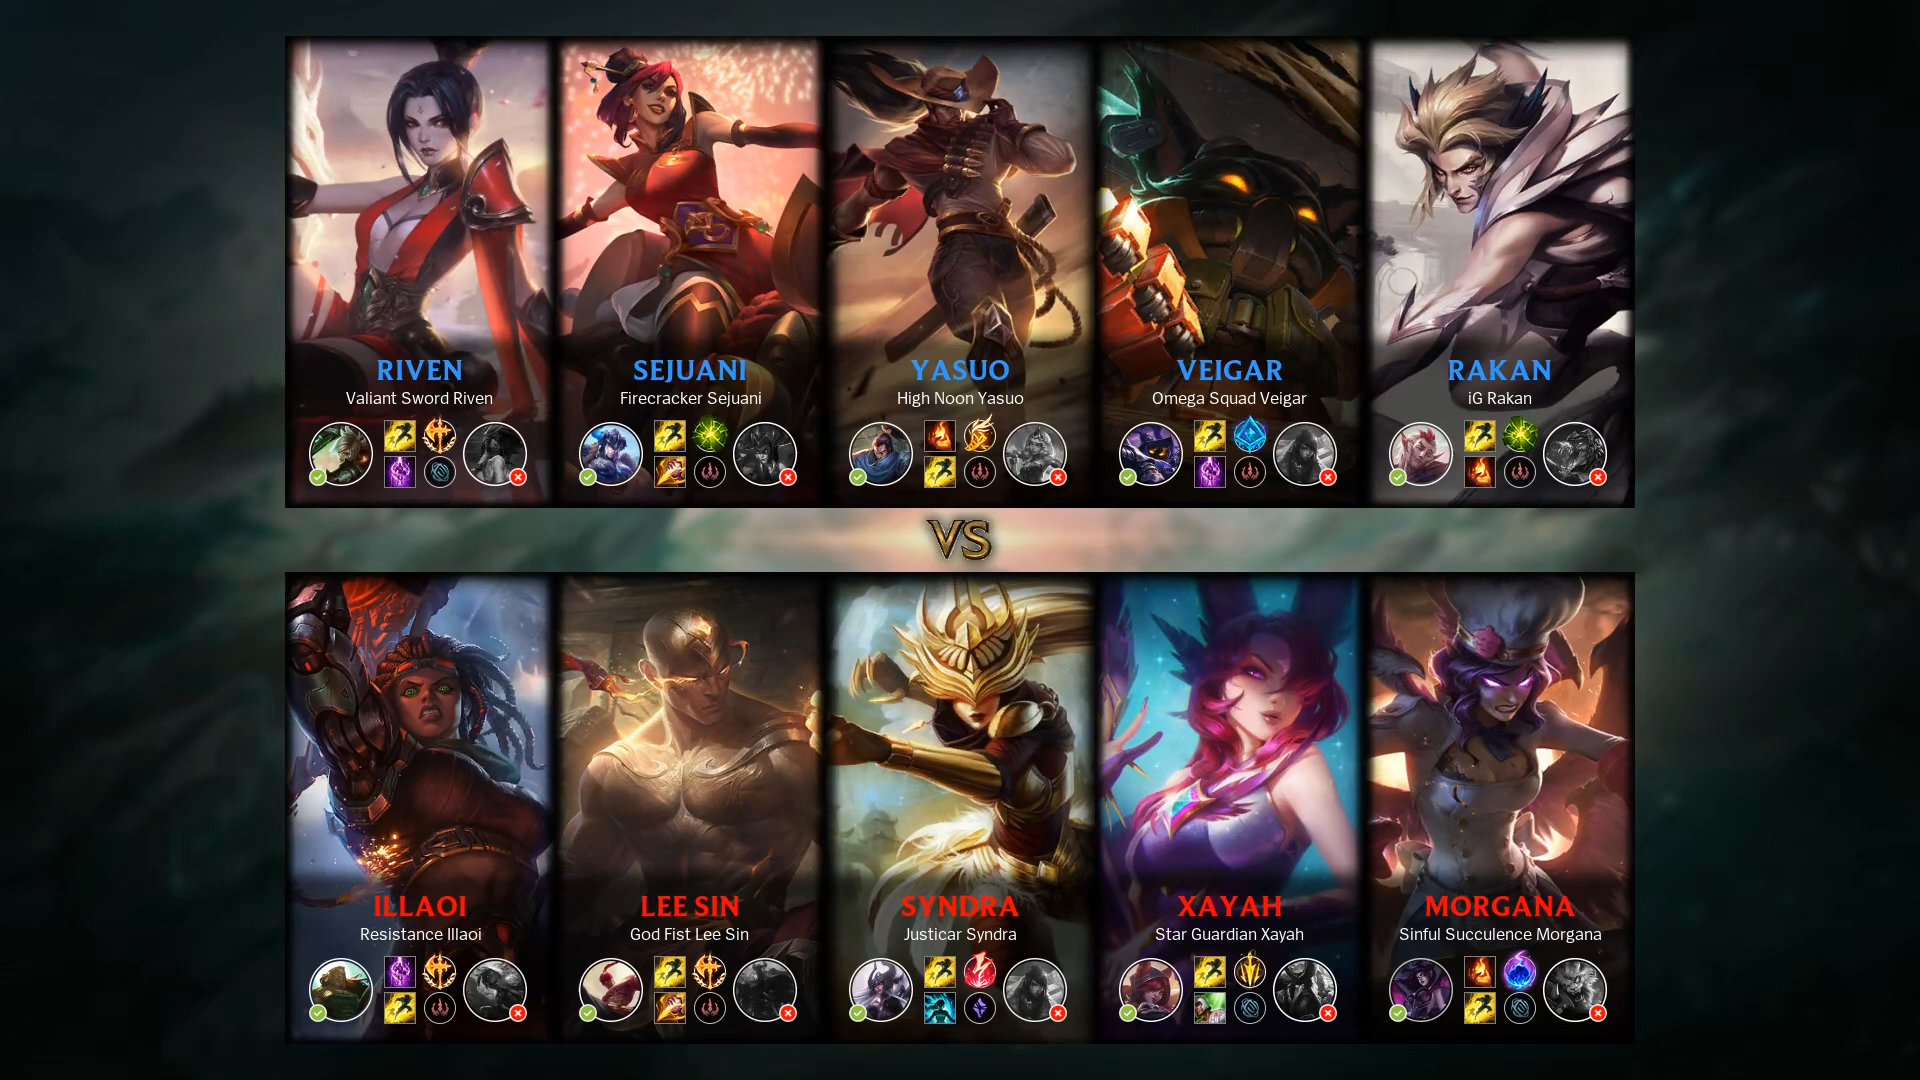 RIVEN
Valiant Sword Riven
SEJUANI
Firecracker Sejuani
YASUO
High Noon Yasuo
VEIGAR
Omega Squad Veigar
RAKAN
iG Rakan
VS
ILLAOI
Resistance Illaoi
LEE SIN
God Fist Lee Sin
SYNDRA
Justicar Syndra
XAYAH
Star Guardian Xayah
MORGANA
Sinful Succulence Morgana